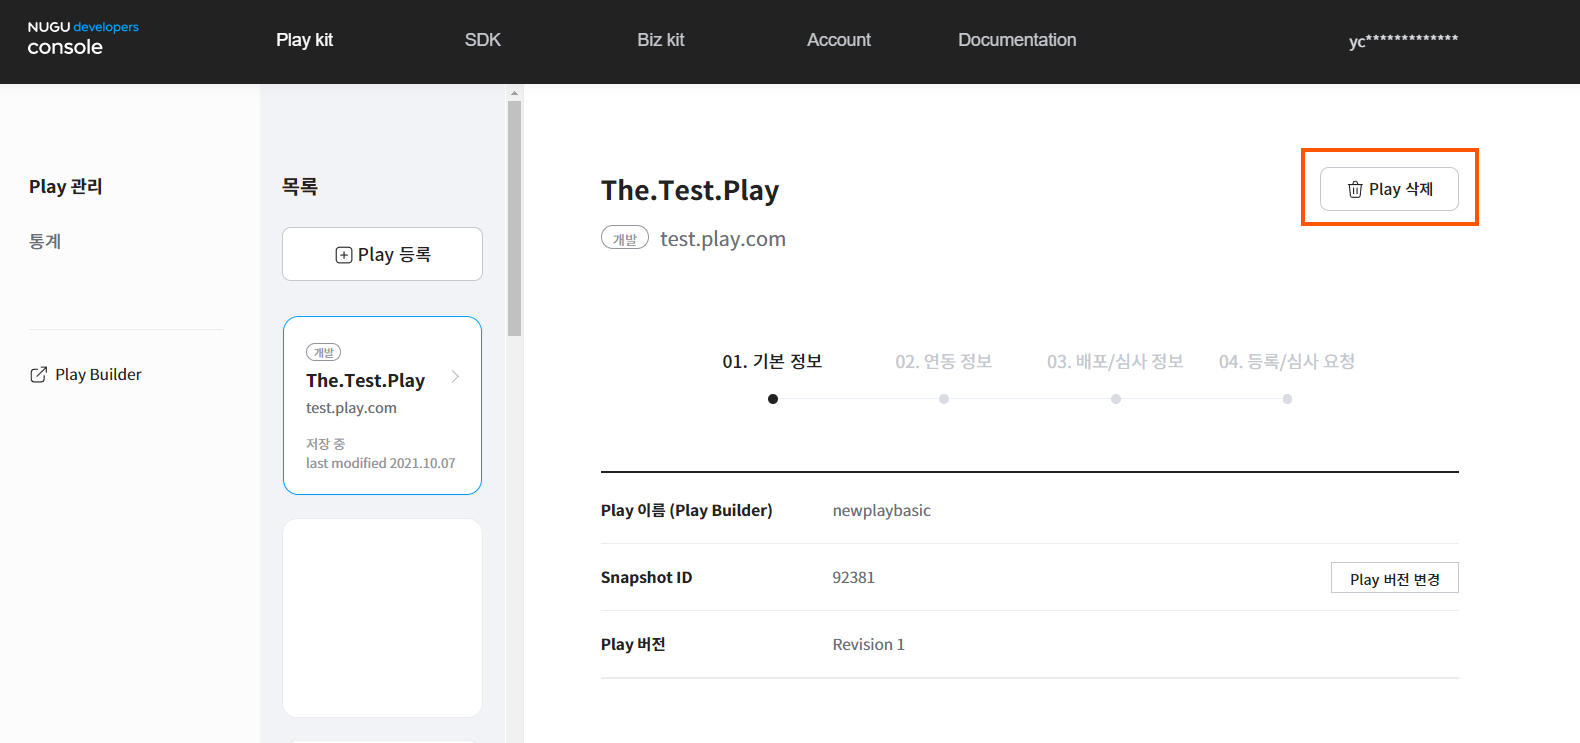 NUGU developers
console
Play kit
SDK
Biz kit
Account
Documentation
yc*************
Play 관리
통계
Play Builder
목록
Play 등록
개발
The.Test.Play
test.play.com
저장 중
last modified 2021.10.07
The.Test.Play
개발 test.play.com
Play 삭제
01. 기본 정보
02. 연동 정보
03. 배포/심사 정보
04. 등록/심사 요청
Play 이름 (Play Builder) newplaybasic
Snapshot ID 92381 Play 버전 변경
Play 버전 Revision 1